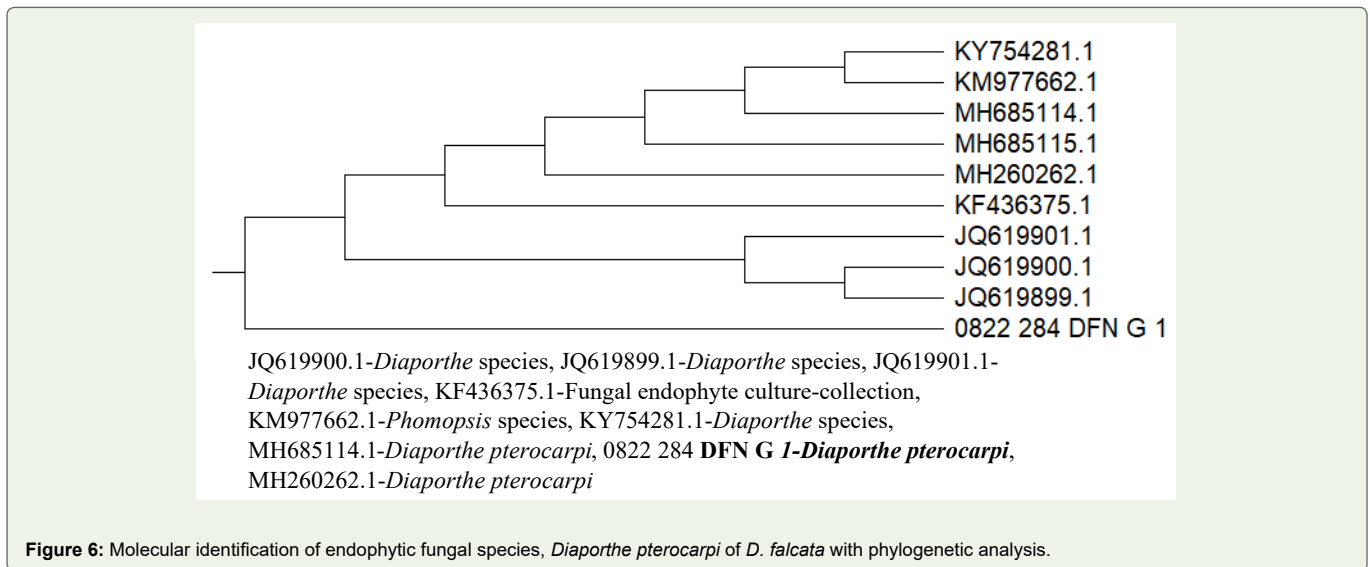 KY754281.1
KM977662.1
MH685114.1
MH685115.1
MH260262.1
KF436375.1
JQ619901.1
JQ619900.1
JQ619899.1
0822 284 DFN G 1
JQ619900.1-Diaporthe species, JQ619899.1-Diaporthe species, JQ619901.1-
Diaporthe species, KF436375.1-Fungal endophyte culture-collection,
KM977662.1-Phomopsis species, KY754281.1-Diaporthe species,
MH685114.1-Diaporthe pterocarpi, 0822 284 DFN G 1-Diaporthe pterocarpi,
MH260262.1-Diaporthe pterocarpi
Figure 6: Molecular identification of endophytic fungal species, Diaporthe pterocarpi of D. falcata with phylogenetic analysis.